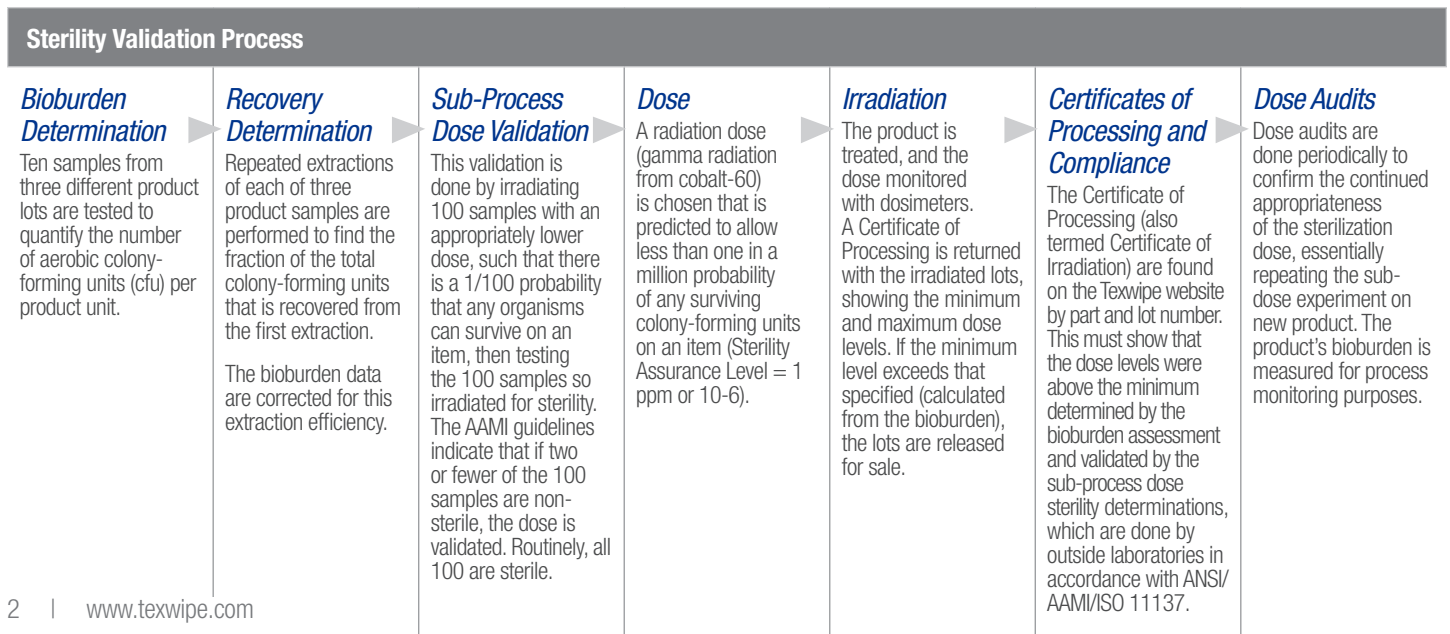 Sterility Validation Process
Bioburden
Determination
Ten samples from
three different product
lots are tested to
quantify the number
of aerobic colony-
forming units (cfu) per
product unit.
Recovery
Determination
Repeated extractions
of each of three
product samples are
performed to find the
fraction of the total
colony-forming units
that is recovered from
the first extraction.
The bioburden data
are corrected for this
extraction efficiency.
Sub-Process
Dose Validation
This validation is
done by irradiating
100 samples with an
appropriately lower
dose, such that there
is a 1/100 probability
that any organisms
can survive on an
item, then testing
the 100 samples so
irradiated for sterility.
The AAMI guidelines
indicate that if two
or fewer of the 100
samples are non-
sterile, the dose is
validated. Routinely, all
100 are sterile.
Dose
A radiation dose
(gamma radiation
from cobalt-60)
is chosen that is
predicted to allow
less than one in a
million probability
of any surviving
colony-forming units
on an item (Sterility
Assurance Level = 1
ppm or 10-6).
Irradiation
The product is
treated, and the
dose monitored
with dosimeters.
A Certificate of
Processing is returned
with the irradiated lots,
showing the minimum
and maximum dose
levels. If the minimum
level exceeds that
specified (calculated
from the bioburden),
the lots are released
for sale.
Certificates of
Processing and
Compliance
The Certificate of
Processing (also
termed Certificate of
Irradiation) are found
on the Texwipe website
by part and lot number.
This must show that
the dose levels were
above the minimum
determined by the
bioburden assessment
and validated by the
sub-process dose
sterility determinations,
which are done by
outside laboratories in
accordance with ANSI/
AAMI/ISO 11137.
Dose Audits
Dose audits are
done periodically to
confirm the continued
appropriateness
of the sterilization
dose, essentially
repeating the sub-
dose experiment on
new product. The
product's bioburden is
measured for process
monitoring purposes.
2 | www.texwipe.com